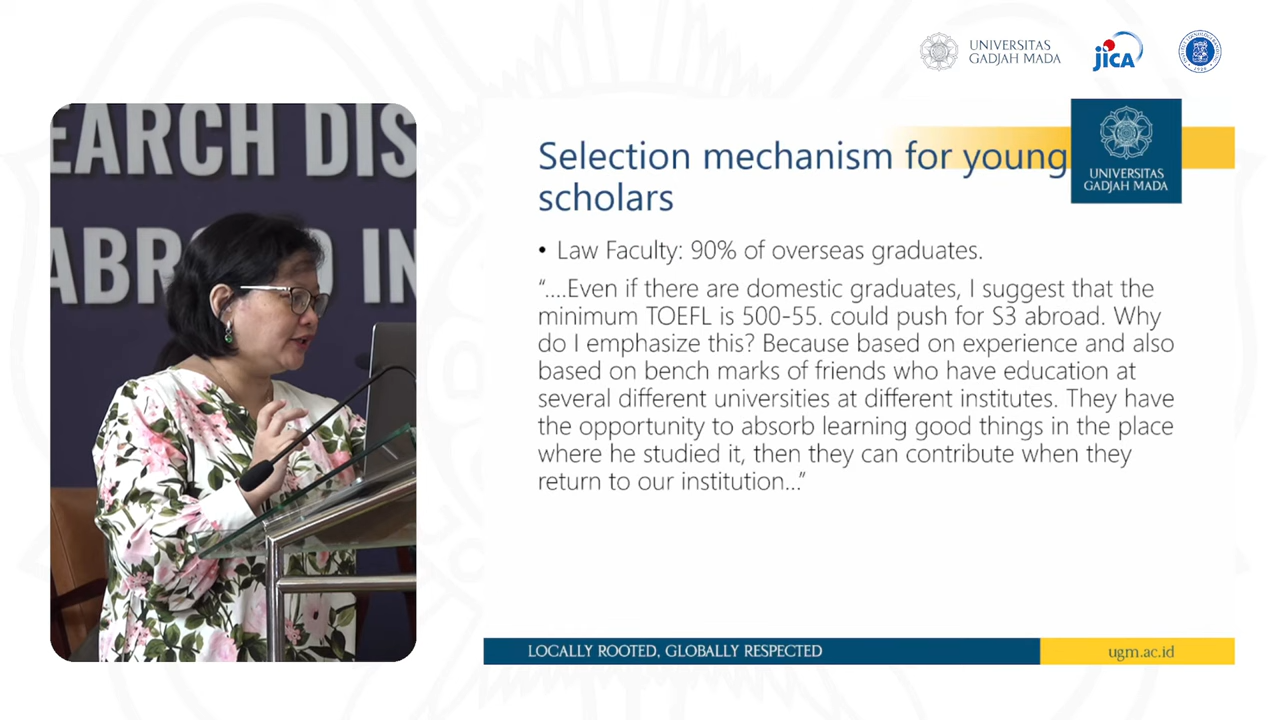 UNIVERSITAS
GADJAH MADA
JICA
EARCH DIS
ABR D IN
Selection mechanism for young
scholars
UNIVERSITAS
GADJAH MADA
• Law Faculty: 90% of overseas graduates.
“....Even if there are domestic graduates, I suggest that the
minimum TOEFL is 500-55. could push for S3 abroad. Why
do I emphasize this? Because based on experience and also
based on bench marks of friends who have education at
several different universities at different institutes. They have
the opportunity to absorb learning good things in the place
where he studied it, then they can contribute when they
return to our institution...”
LOCALLY ROOTED, GLOBALLY RESPECTED
ugm.ac.id